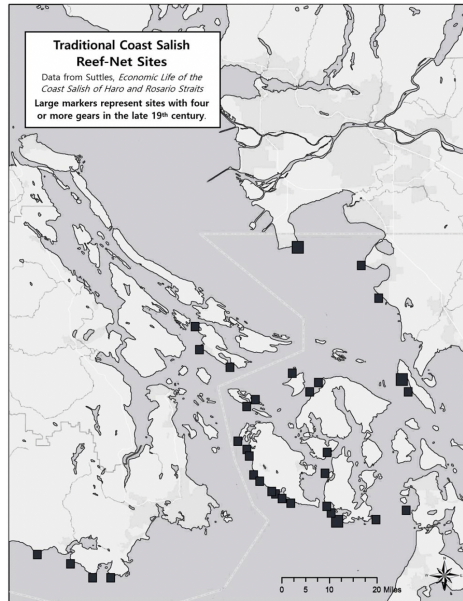 Traditional Coast Salish
Reef-Net Sites
Data from Suttles, Economic Life of the
Coast Salish of Haro and Rosario Straits
Large markers represent sites with four
or more gears in the late 19th century.
0 5 10 20 Miles